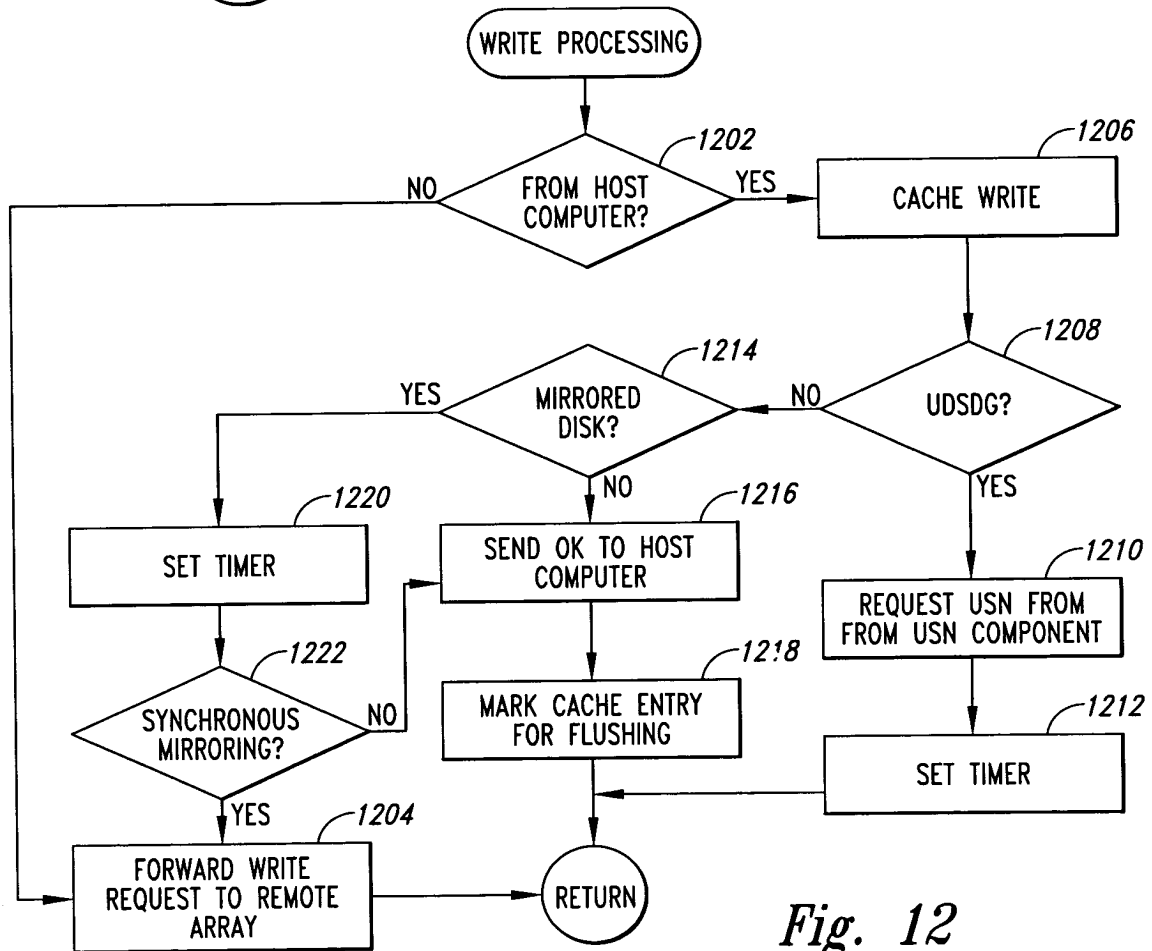 WRITE PROCESSING
1202
FROM HOST
COMPUTER?
NO
YES
1206
CACHE WRITE
1208
UDSDG?
NO
YES
1214
MIRRORED
DISK?
YES
NO
1220
SET TIMER
1216
SEND OK TO HOST
COMPUTER
1210
REQUEST USN FROM
FROM USN COMPONENT
1222
SYNCHRONOUS
MIRRORING?
NO
YES
1218
MARK CACHE ENTRY
FOR FLUSHING
1212
SET TIMER
1204
FORWARD WRITE
REQUEST TO REMOTE
ARRAY
RETURN
Fig. 12